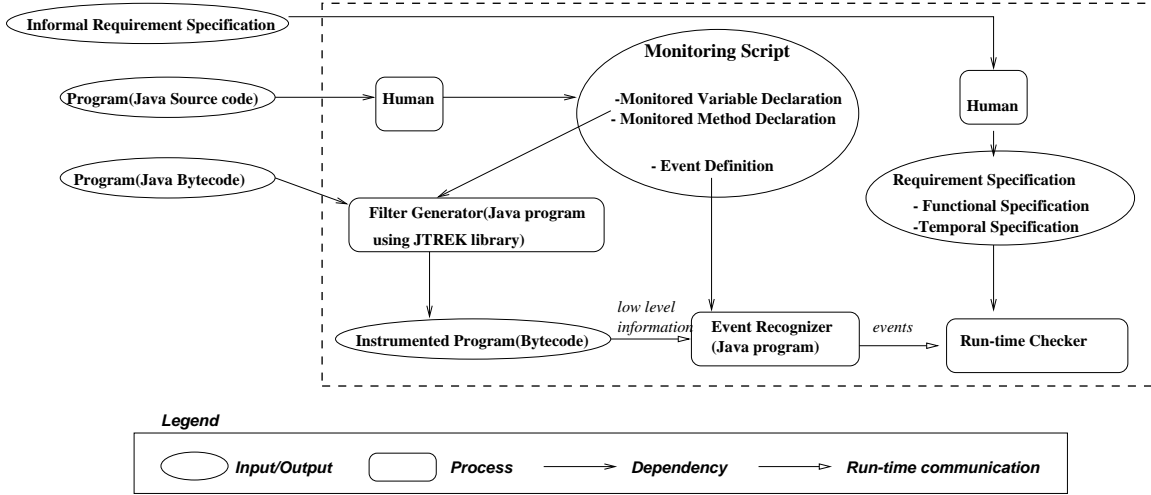 Informal Requirement Specification
Monitoring Script
Program(Java Source code)
Human
-Monitored Variable Declaration
- Monitored Method Declaration
- Event Definition
Human
Program(Java Bytecode)
Requirement Specification
- Functional Specification
-Temporal Specification
Filter Generator(Java program
using JTREK library)
Instrumented Program(Bytecode)
low level
information
Event Recognizer
(Java program)
events
Run-time Checker
Legend
Input/Output
Process
Dependency
Run-time communication